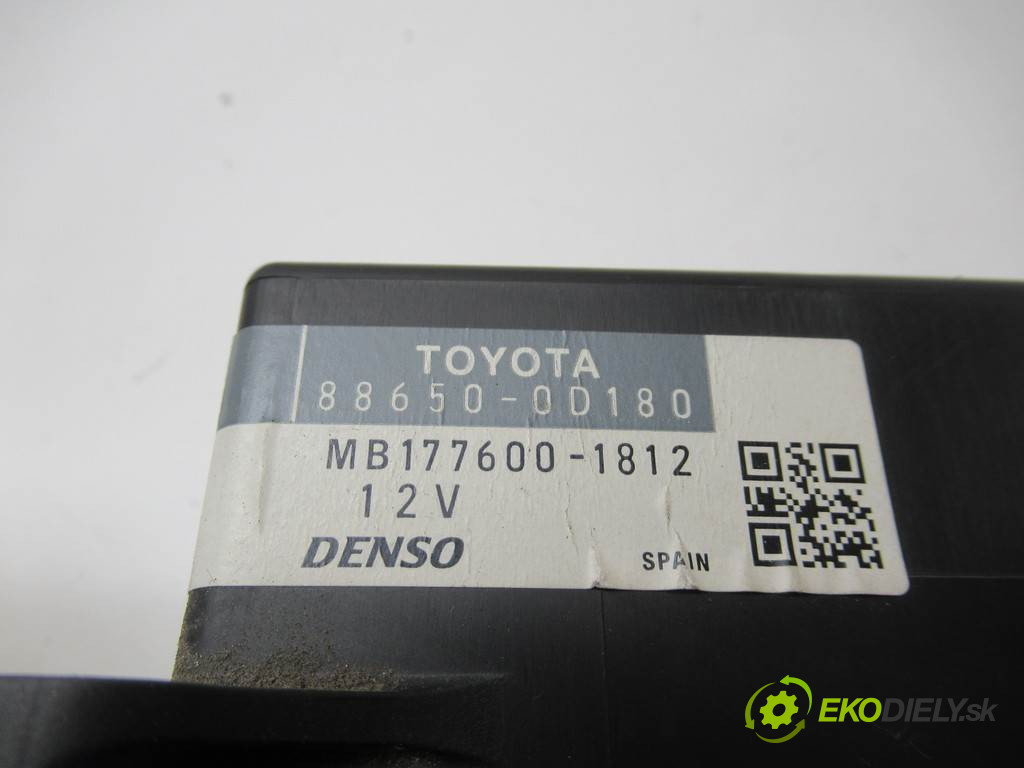 TOYOTA
88650-0D180
MB177600-1812
12V
DENSO
SPAIN
EKODIELY.sk